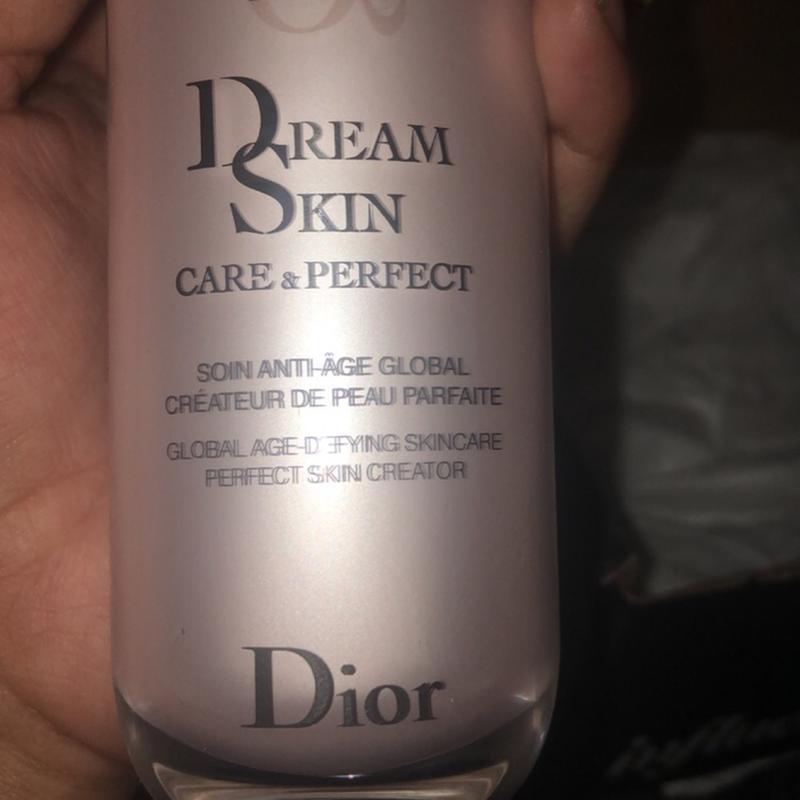 DREAM
SKIN
CARE & PERFECT
SOIN ANTI-ÂGE GLOBAL
CRÉATEUR DE PEAU PARFAITE
GLOBAL AGE-DEFYING SKINCARE
PERFECT SKIN CREATOR
Dior